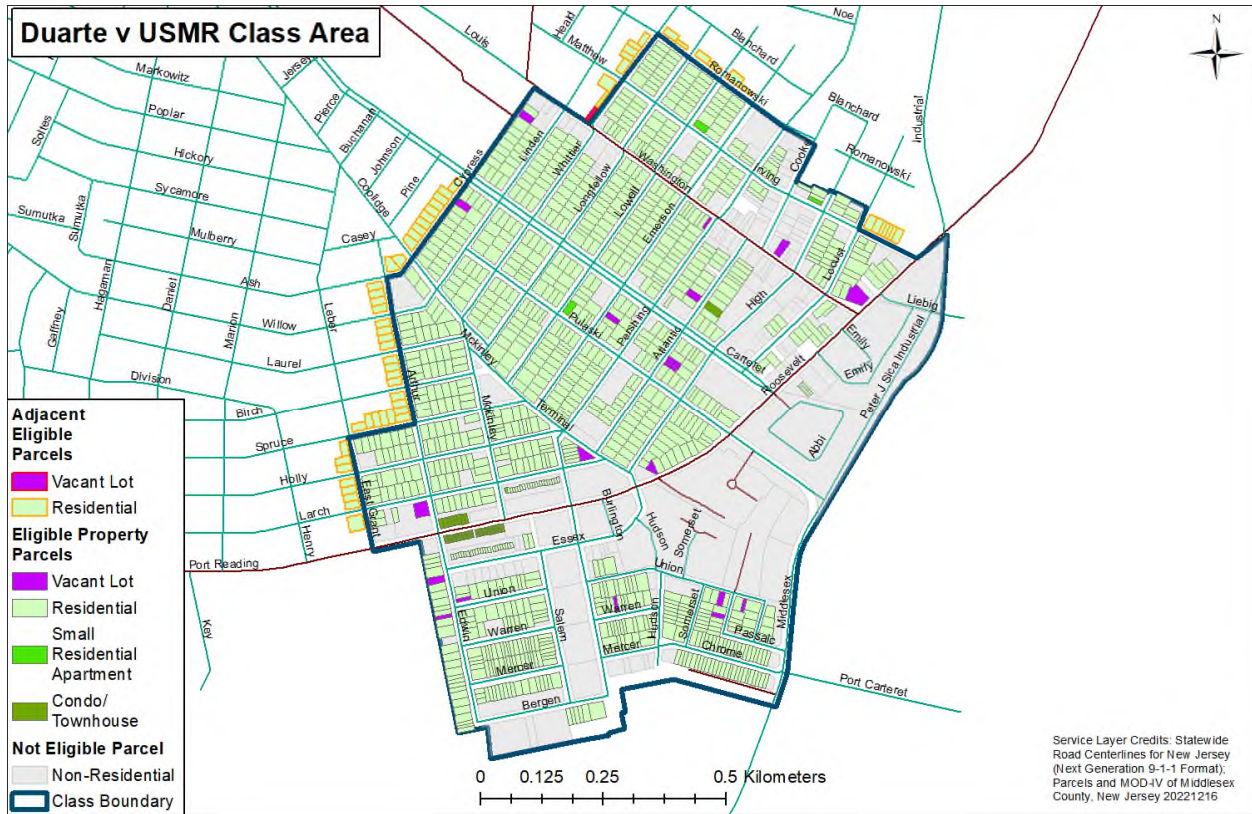 Duarte v USMR Class Area
N
Noe
Heald
Louis
Matthew
Blanchard
Romanowski
Markowitz
Jersey
Poplar
Pierce
Buchanan
Blanchard
Industrial
Soltes
Johnson
Hickory
Linden
Whittier
Cooke
Romanowski
Cypress
Pine
Washington
Irving
Sycamore
Coolidge
Longfellow
Lowell
Sumutka
Sumutka
Mulberry
Casey
Emerson
Locust
Ash
Hagaman
Daniel
Marion
Leber
High
Liebig
Gaffney
Willow
Pulaski
Pershing
Atlantic
Emily
Laurel
Mckinley
Carteret
Roosevelt
Emily
Peter J Sica Industrial
Division
Arthur
Birch
Mckinley
Terminal
Abbi
Spruce
Holly
East Grant
Burlington
Larch
Henry
Hudson
Somerset
Essex
Port Reading
Union
Union
Middlesex
Key
Edwin
Warren
Salem
Warren
Hudson
Somerset
Passaic
Mercer
Mercer
Chrome
Port Carteret
Bergen
Adjacent
Eligible
Parcels
Vacant Lot
Residential
Eligible Property
Parcels
Vacant Lot
Residential
Small
Residential
Apartment
Condo/
Townhouse
Not Eligible Parcel
Non-Residential
Class Boundary
0 0.125 0.25 0.5 Kilometers
Service Layer Credits: Statewide
Road Centerlines for New Jersey
(Next Generation 9-1-1 Format);
Parcels and MOD-IV of Middlesex
County, New Jersey 20221216